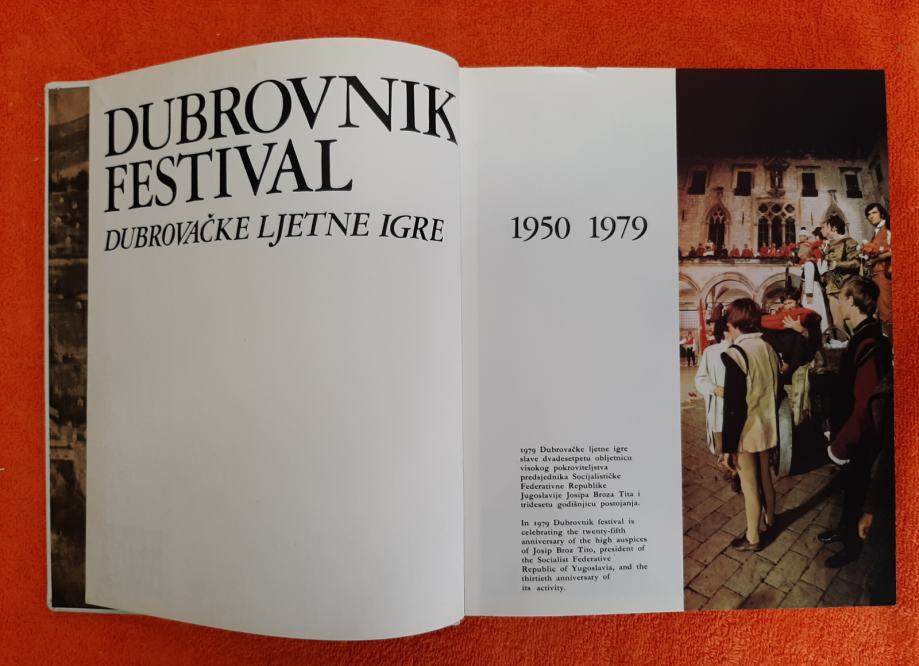 DUBROVNIK
FESTIVAL
DUBROVAČKE LJETNE IGRE
1950 1979
1979 Dubrovačke ljetne igre
slave dvadesetpetu obljetnicu
visokog pokroviteljstva
predsjednika Socijalističke
Federativne Republike
Jugoslavije Josipa Broza Tita i
tridesetu godišnjicu postojanja.
In 1979 Dubrovnik festival is
celebrating the twenty-fifth
anniversary of the high auspices
of Josip Broz Tito, president of
the Socialist Federative
Republic of Yugoslavia, and the
thirtieth anniversary of
its activity.